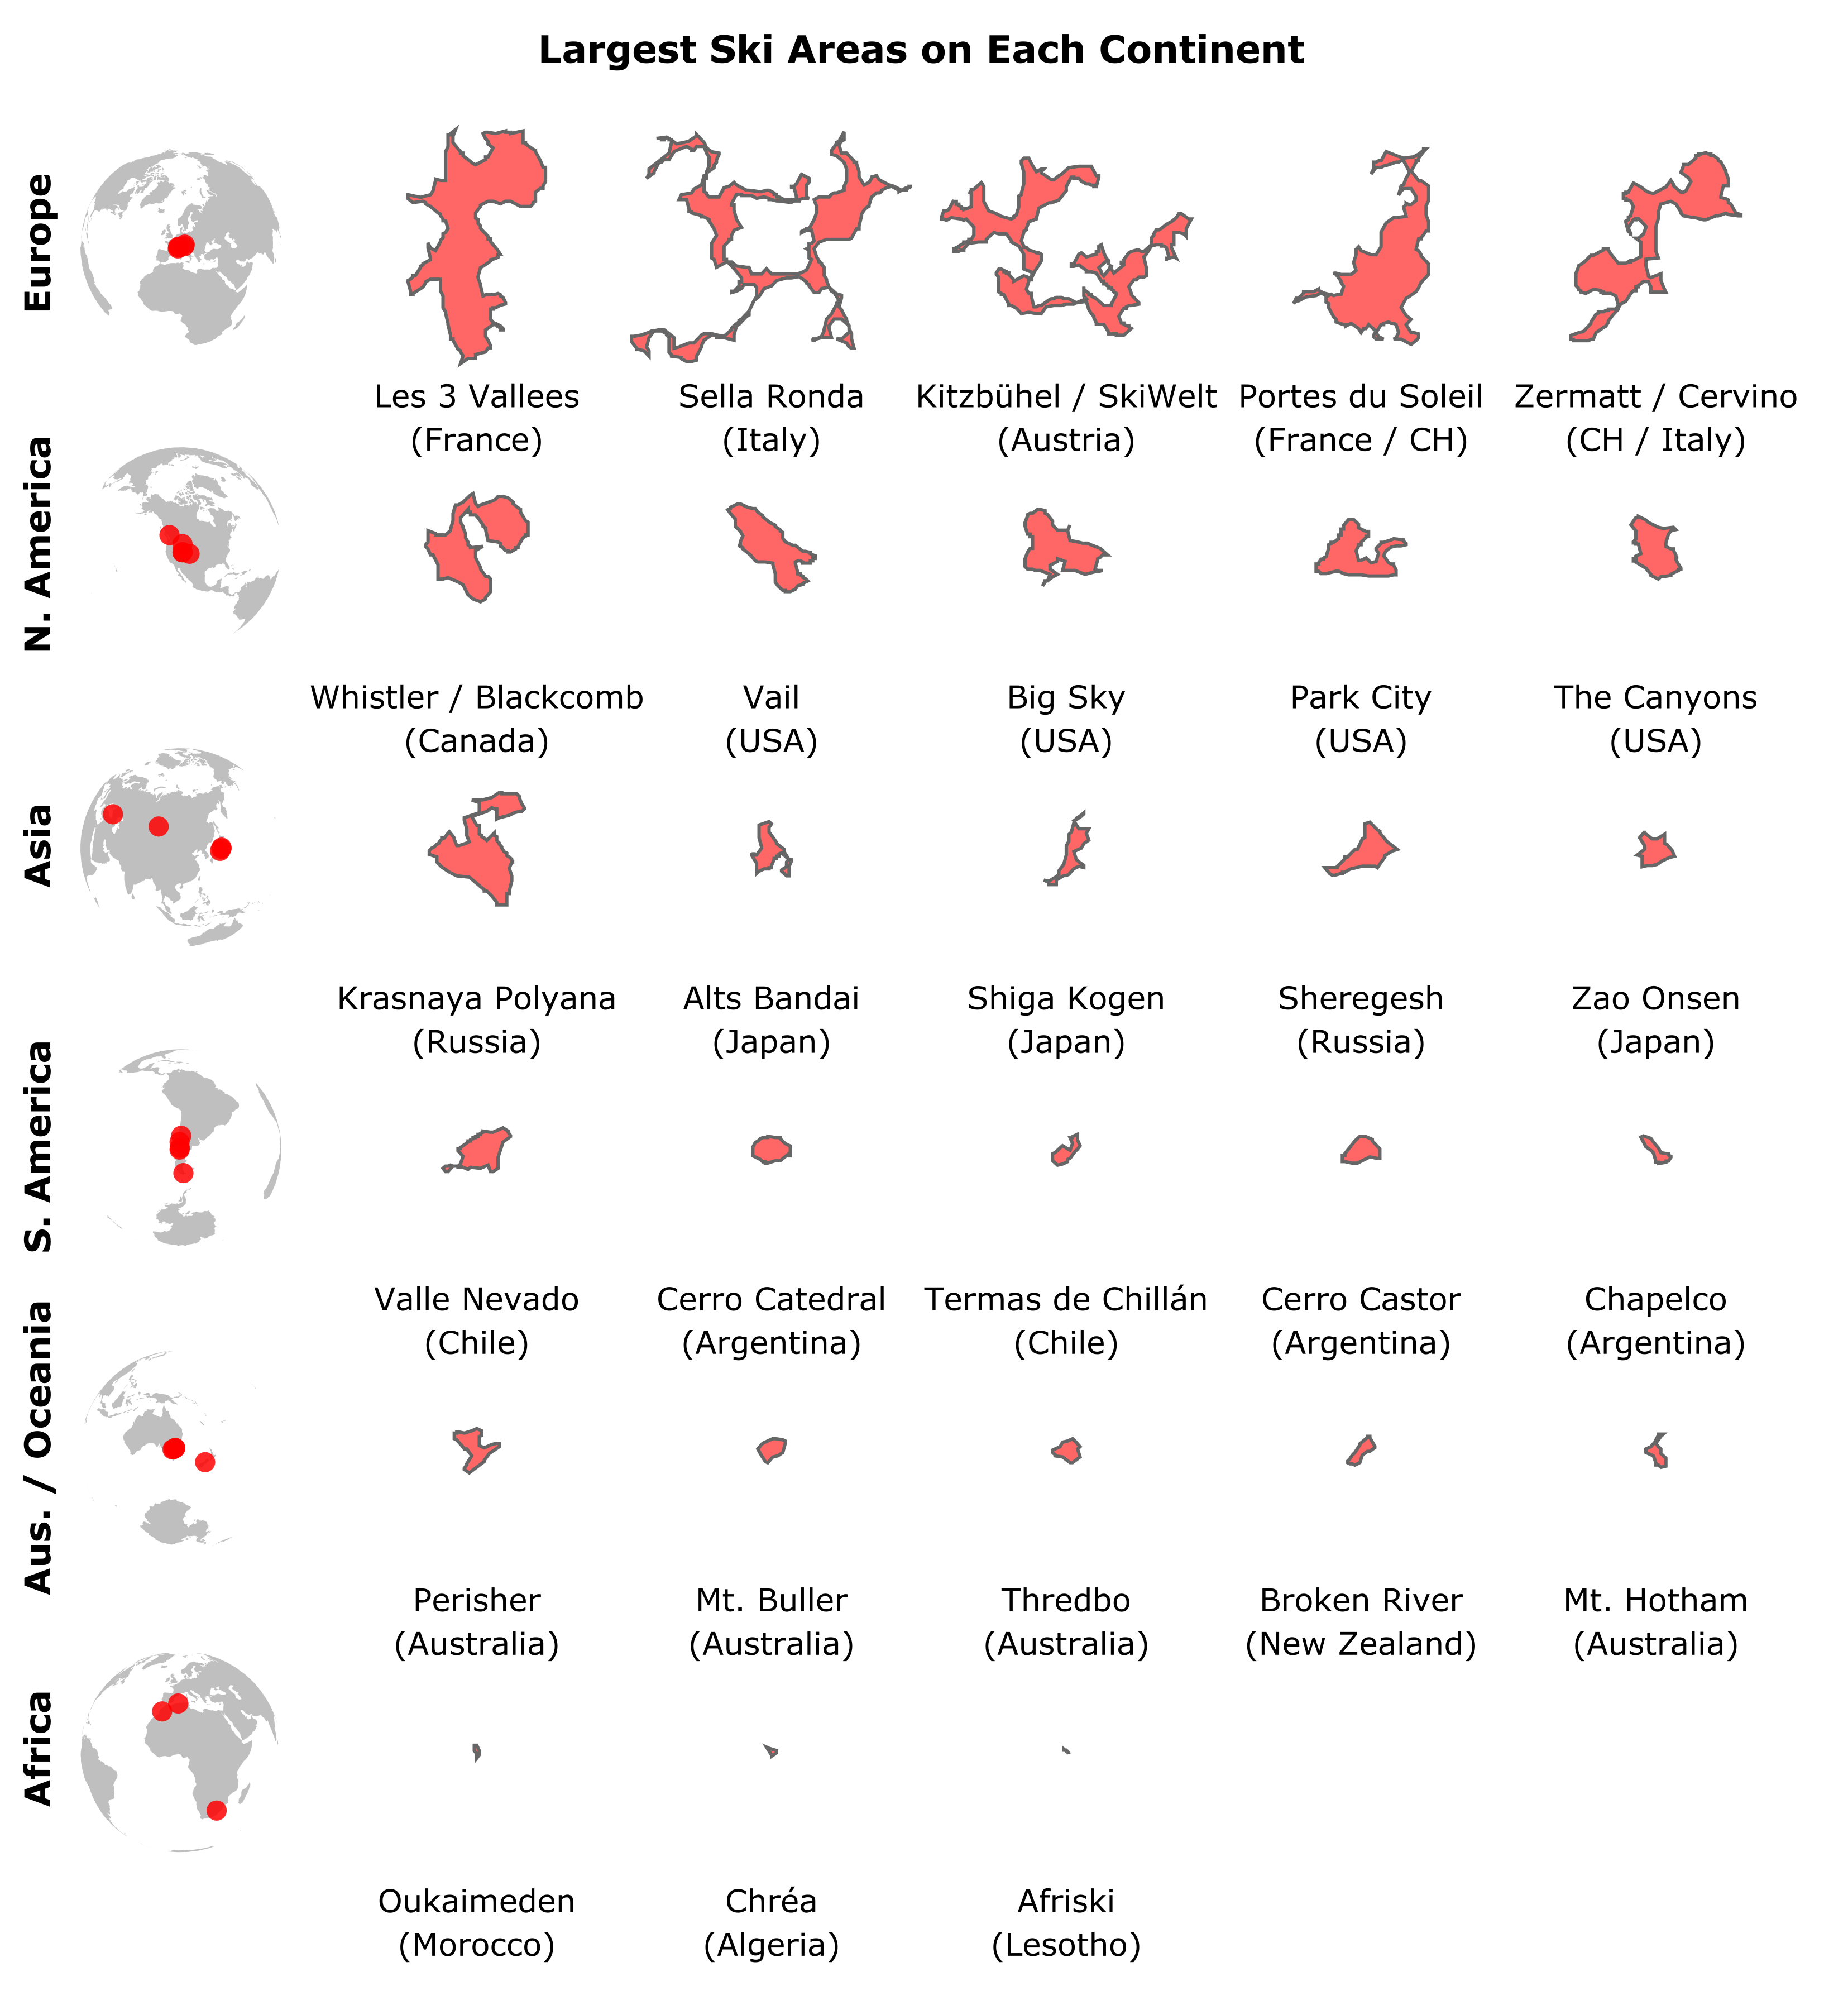 Largest Ski Areas on Each Continent
Europe
Les 3 Vallees
(France)
Sella Ronda
(Italy)
Kitzbühel / SkiWelt
(Austria)
Portes du Soleil
(France / CH)
Zermatt / Cervino
(CH / Italy)
N. America
Whistler / Blackcomb
(Canada)
Vail
(USA)
Big Sky
(USA)
Park City
(USA)
The Canyons
(USA)
Asia
Krasnaya Polyana
(Russia)
Alts Bandai
(Japan)
Shiga Kogen
(Japan)
Sheregesh
(Russia)
Zao Onsen
(Japan)
S. America
Valle Nevado
(Chile)
Cerro Catedral
(Argentina)
Termas de Chillán
(Chile)
Cerro Castor
(Argentina)
Chapelco
(Argentina)
Aus. / Oceania
Perisher
(Australia)
Mt. Buller
(Australia)
Thredbo
(Australia)
Broken River
(New Zealand)
Mt. Hotham
(Australia)
Africa
Oukaimeden
(Morocco)
Chréa
(Algeria)
Afriski
(Lesotho)